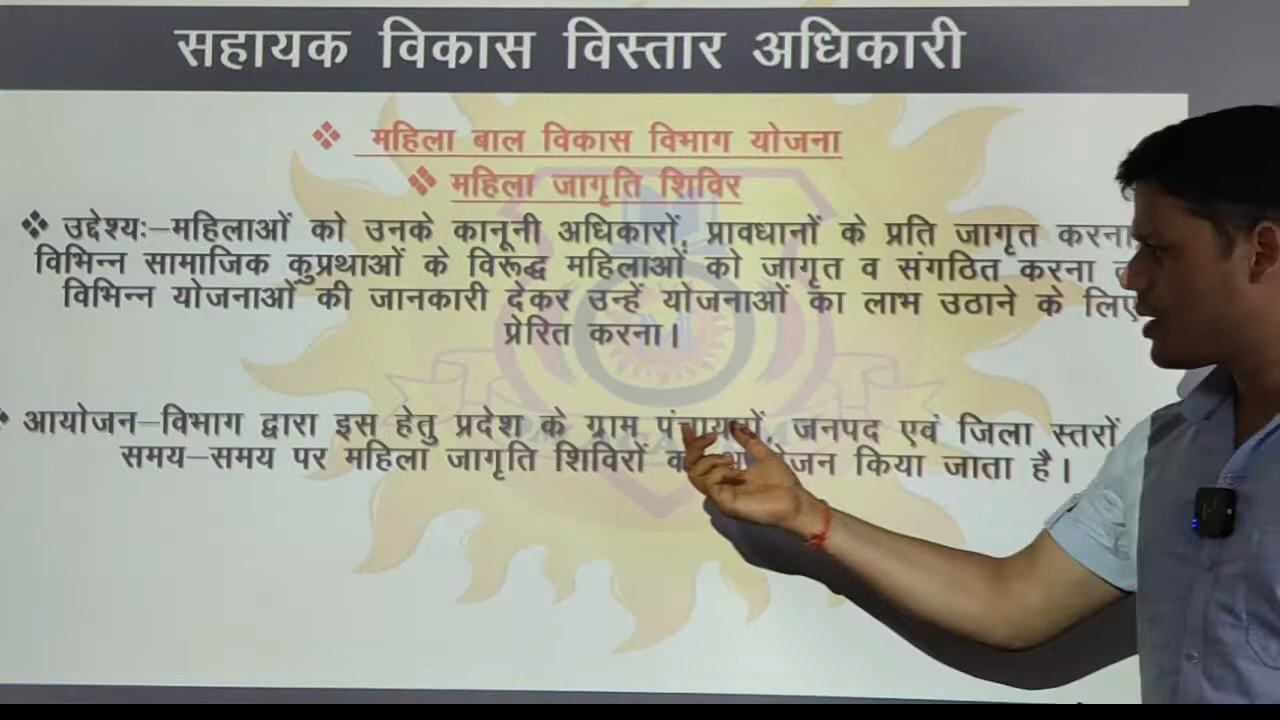 सहायक विकास विस्तार अधिकारी
महिला बाल विकास विभाग योजना
महिला जागृति शिविर
उद्देश्यः–महिलाओं को उनके कानूनी अधिकारों, प्रावधानों के प्रति जागृत करना
विभिन्न सामाजिक कुप्रथाओं के विरूद्ध महिलाओं को जागृत व संगठित करना
विभिन्न योजनाओं की जानकारी देकर उन्हें योजनाओं का लाभ उठाने के लिए
प्रेरित करना।
आयोजन–विभाग द्वारा इस हेतु प्रदेश के ग्राम पंचायतों, जनपद एवं जिला स्तरों
समय–समय पर महिला जागृति शिविरों का आयोजन किया जाता है।